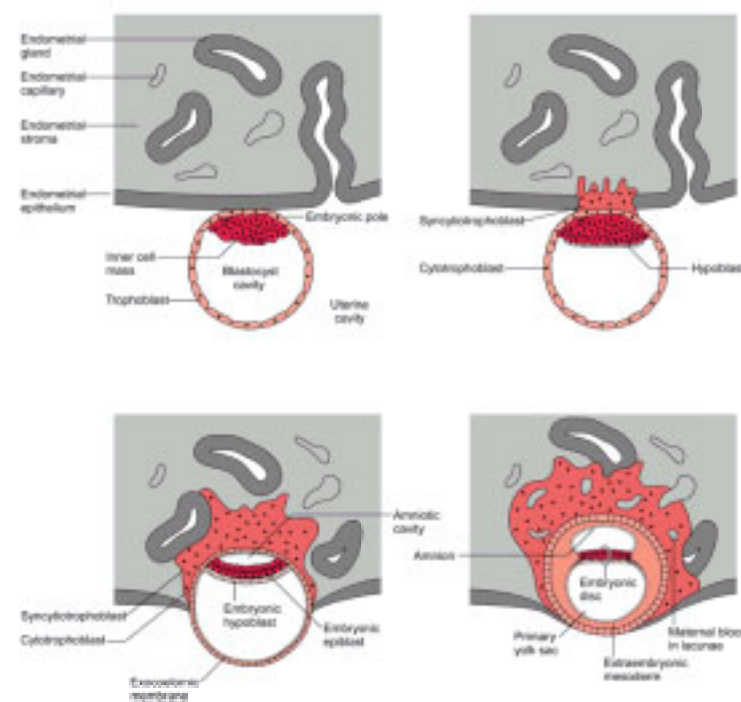 Endometrial
gland
Endometrial
capillary
Endometrial
stroma
Endometrial
epithelium
Embryonic pole
Inner cell
mass
Blastocyst
cavity
Trophoblast
Uterine
cavity
Syncytiotrophoblast
Cytotrophoblast
Hypoblast
Amniotic
cavity
Syncytiotrophoblast
Cytotrophoblast
Embryonic
hypoblast
Embryonic
epiblast
Exocoelomic
membrane
Amnion
Embryonic
disc
Primary
yolk sac
Maternal blood
in lacunae
Extraembryonic
mesoderm